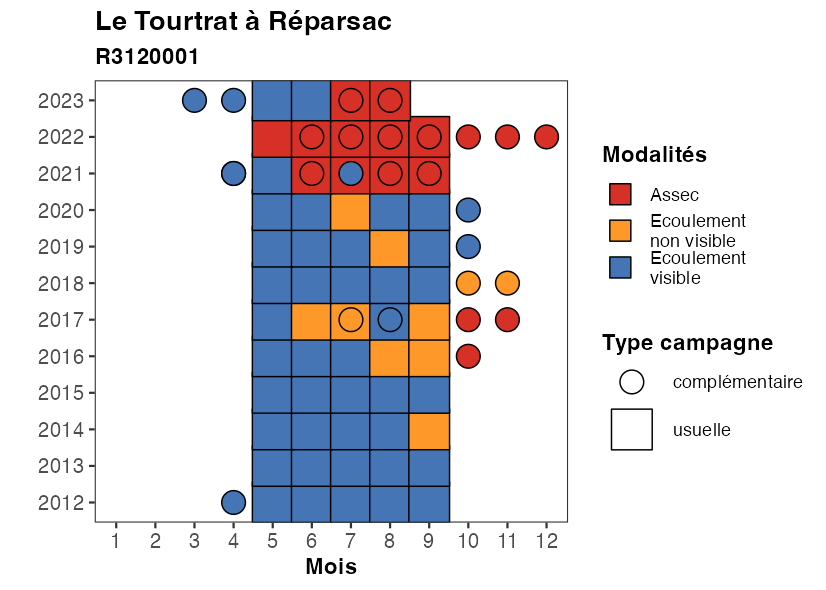 Le Tourtrat à Réparsac
R3120001
2023
2022
2021
2020
2019
2018
2017
2016
2015
2014
2013
2012
1 2 3 4 5 6 7 8 9 10 11 12
Mois
Modalités
Assec
Ecoulement
non visible
Ecoulement
visible
Type campagne
complémentaire
usuelle